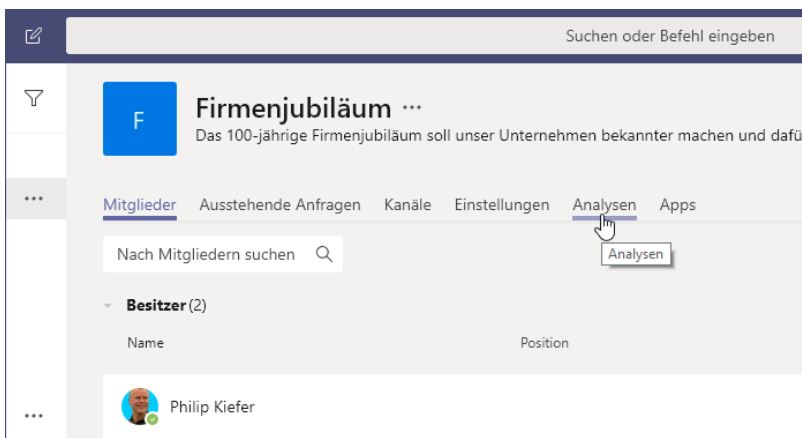 Suchen oder Befehl eingeben
F
Firmenjubiläum ...
Das 100-jährige Firmenjubiläum soll unser Unternehmen bekannter machen und dafü
Mitglieder Ausstehende Anfragen Kanäle Einstellungen Analysen Apps
Nach Mitgliedern suchen
Analysen
Besitzer (2)
Name Position
Philip Kiefer